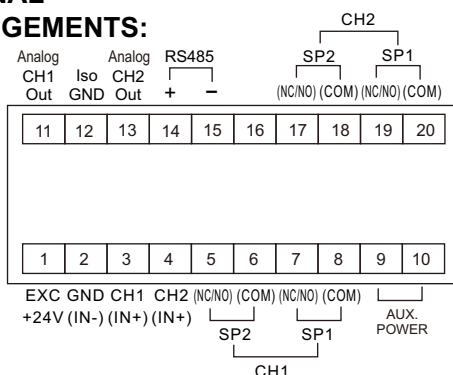 GEMENTS:
CH2
Analog Analog RS485 SP2 SP1
CH1 Iso CH2
Out GND Out + – (NC/NO) (COM) (NC/NO) (COM)
11 12 13 14 15 16 17 18 19 20
1 2 3 4 5 6 7 8 9 10
EXC GND CH1 CH2 (NC/NO) (COM) (NC/NO) (COM)
+24V (IN-) (IN+) (IN+) AUX.
SP2 SP1 POWER
CH1